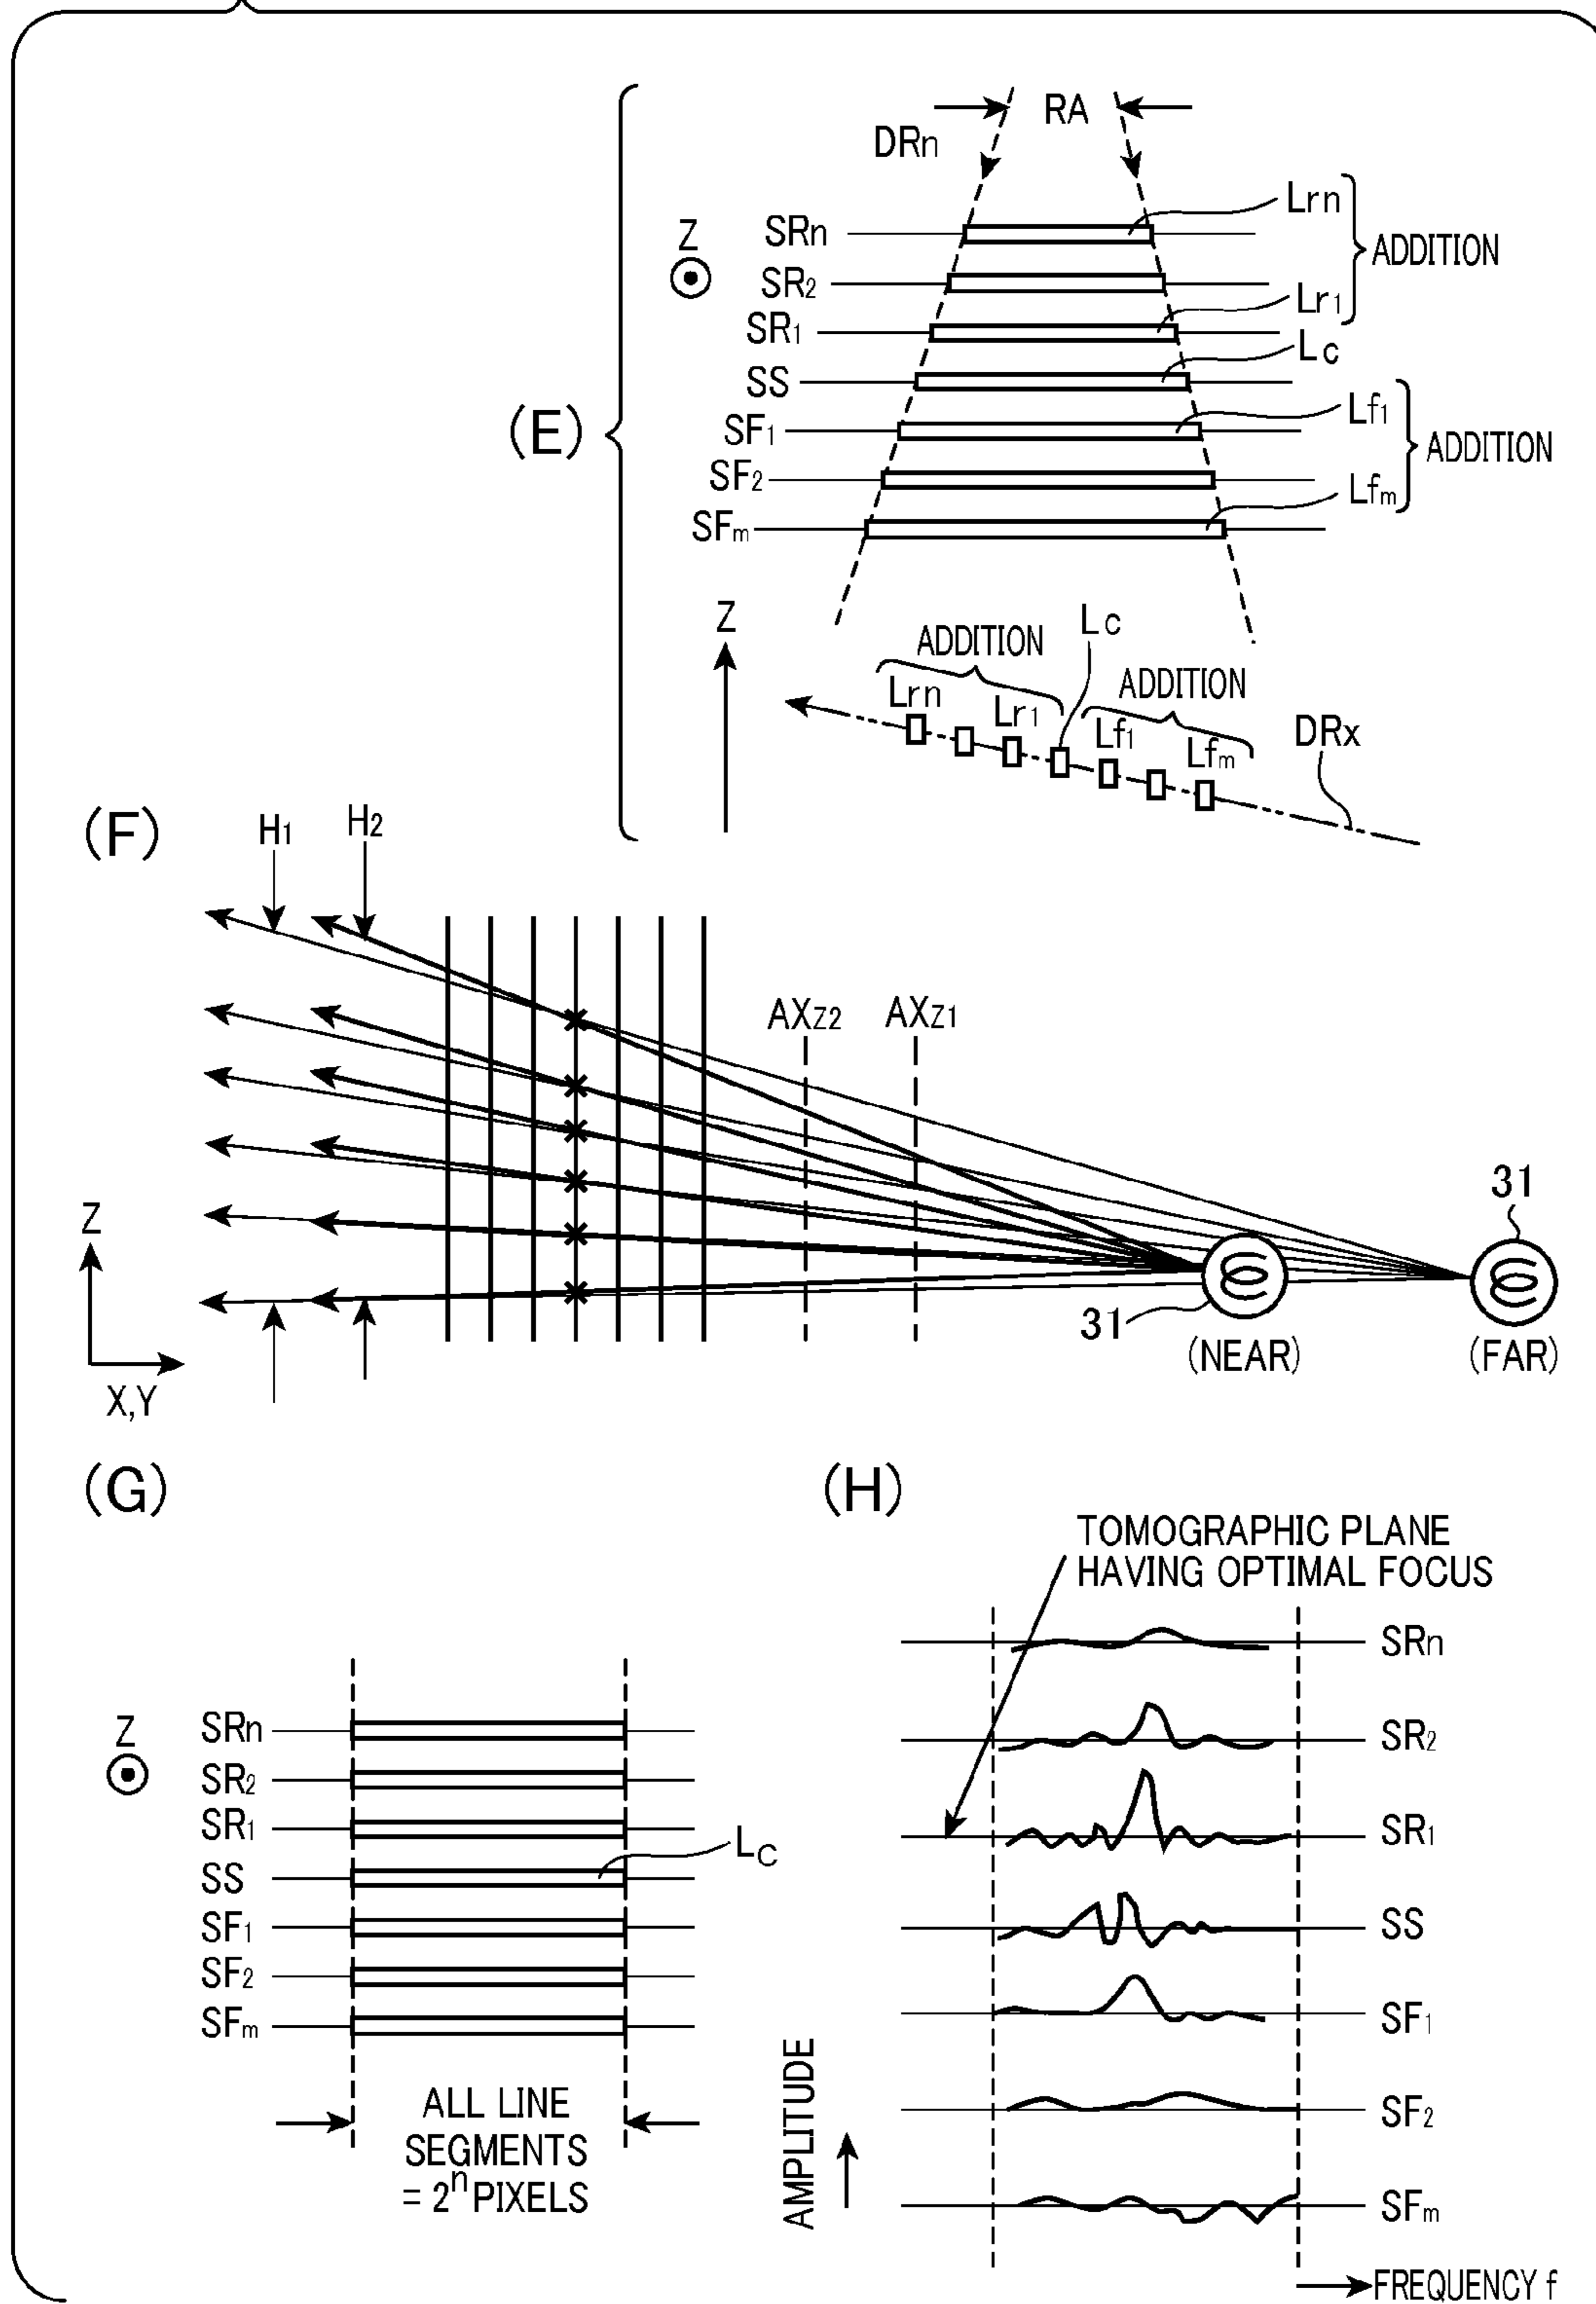 RA
DRn
Lrn
SRn
ADDITION
Z
SR2
Lr1
SR1
Lc
SS
Lf1
(E)
SF1
ADDITION
SF2
Lfm
SFm
Z
Lc
ADDITION
ADDITION
Lrn
Lr1
Lf1
DRx
Lfm
(F)
H1
H2
AXZ2
AXZ1
31
Z
31
(NEAR)
(FAR)
X,Y
(G)
(H)
TOMOGRAPHIC PLANE
HAVING OPTIMAL FOCUS
SRn
SRn
Z
SR2
SR2
SR1
SR1
LC
SS
SS
SF1
SF1
SF2
SFm
ALL LINE
SEGMENTS
= 2n PIXELS
AMPLITUDE
SF2
SFm
FREQUENCY f